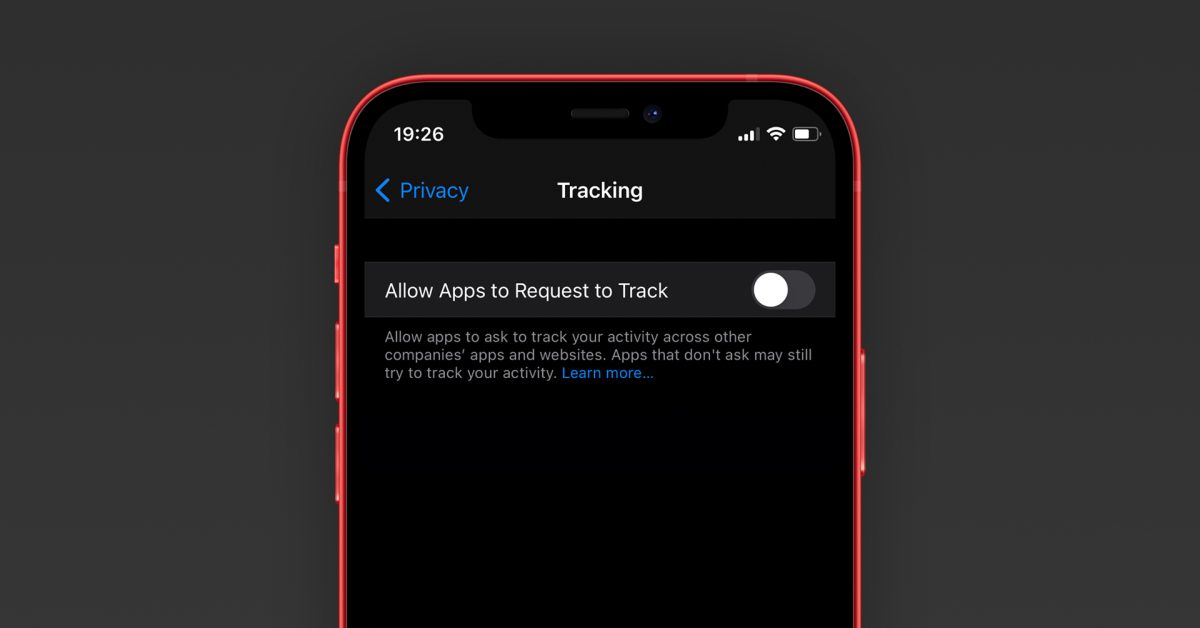 19:26
Privacy
Tracking
Allow Apps to Request to Track
Allow apps to ask to track your activity across other
companies’ apps and websites. Apps that don't ask may still
try to track your activity. Learn more...